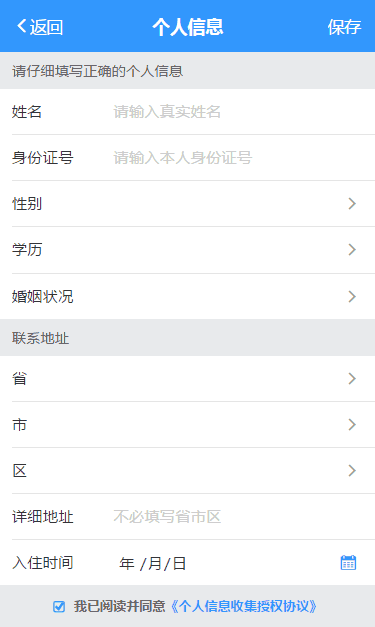 返回 个人信息 保存
请仔细填写正确的个人信息
姓名 请输入真实姓名
身份证号 请输入本人身份证号
性别
学历
婚姻状况
联系地址
省
市
区
详细地址 不必填写省市区
入住时间 年 /月/日
我已阅读并同意《个人信息收集授权协议》